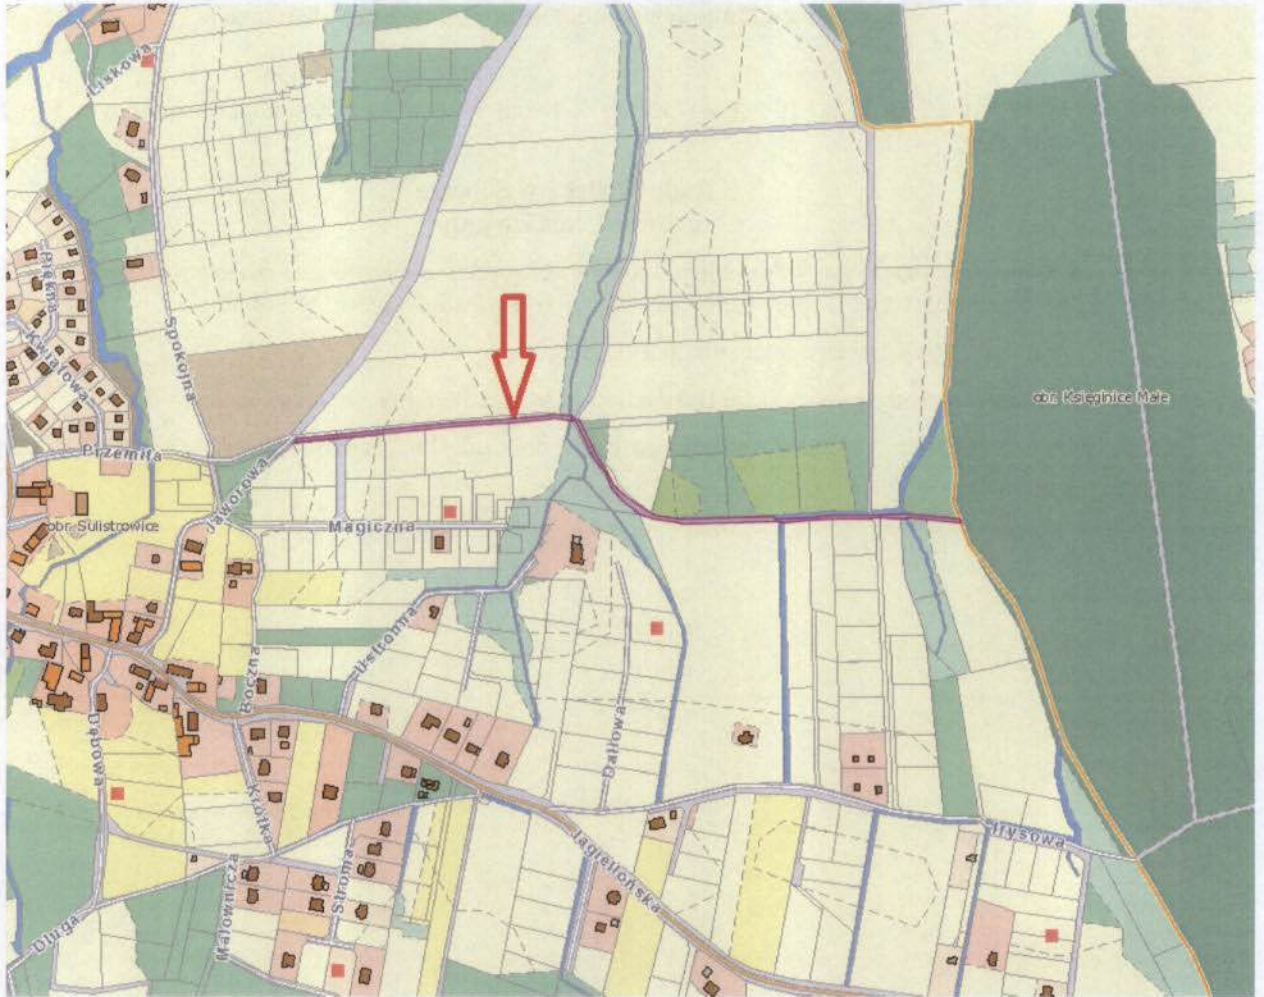 Liskowa
Piękna
Kwiatowa
Spokojna
Przemiła
Jaworowa
obr. Sulistrowice
Magiczna
obr. Księginice Małe
Ustronna
Boczna
Dębowa
Daliowa
Krótka
Irysowa
Jagiellońska
Malownicza
Stroma
Długa